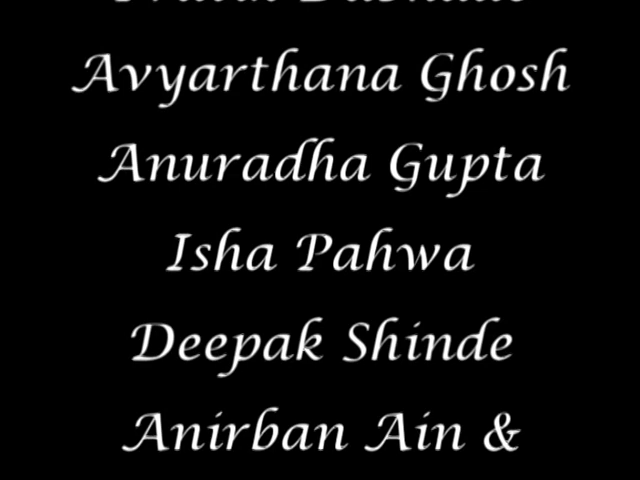 Avyarthana Ghosh
Anuradha Gupta
Isha Pahwa
Deepak Shinde
Anirban Ain &